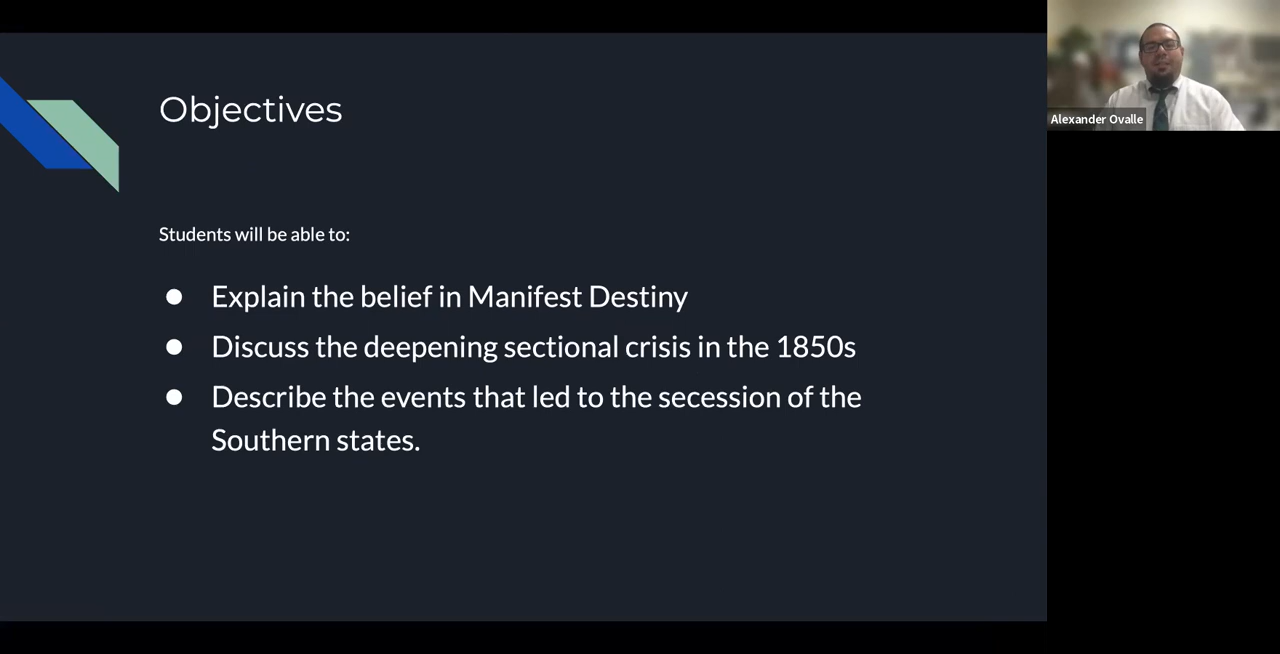 Objectives
Students will be able to:
● Explain the belief in Manifest Destiny
● Discuss the deepening sectional crisis in the 1850s
● Describe the events that led to the secession of the
Southern states.
Alexander Ovalle